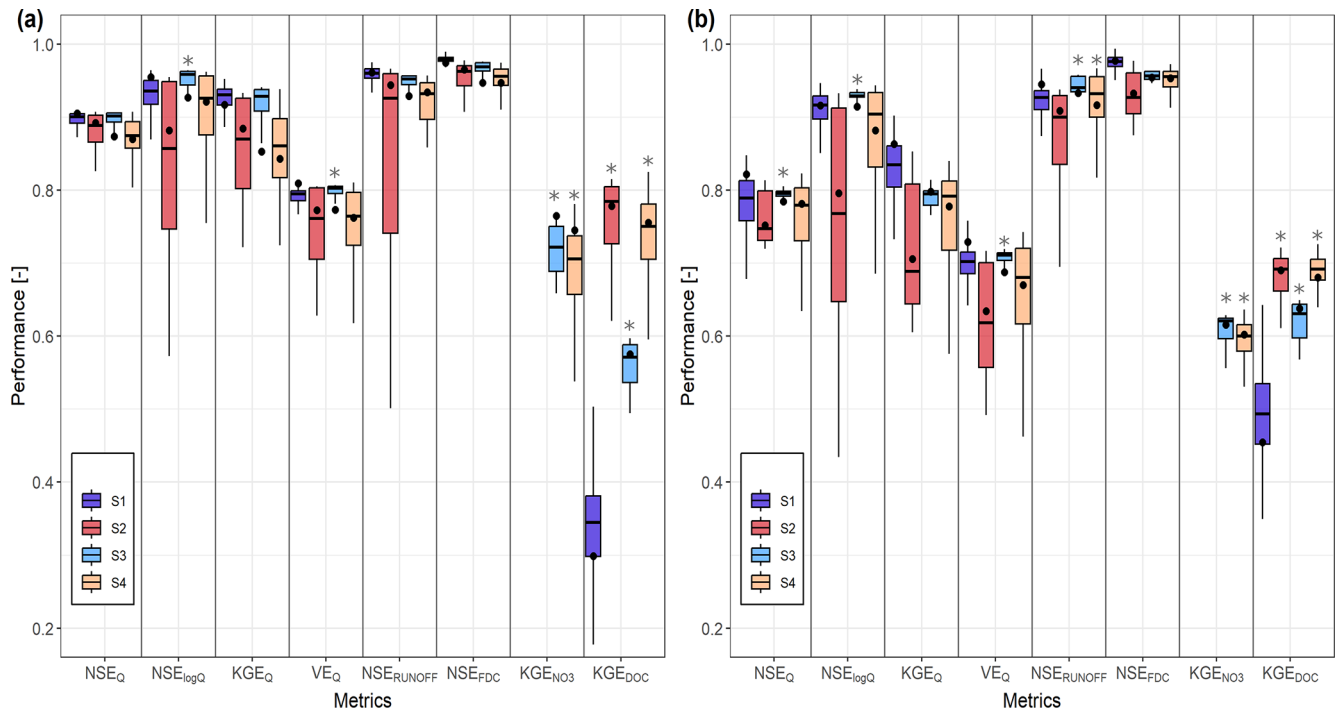 (a)
1.0
0.8
0.6
0.4
0.2
Performance [-]
S1
S2
S3
S4
* * * * * * *
NSE_Q NSE_logQ KGE_Q VE_Q NSE_RUNOFF NSE_FDC KGE_NO3 KGE_DOC
Metrics
(b)
1.0
0.8
0.6
0.4
0.2
Performance [-]
S1
S2
S3
S4
* * * * * * * * * *
NSE_Q NSE_logQ KGE_Q VE_Q NSE_RUNOFF NSE_FDC KGE_NO3 KGE_DOC
Metrics